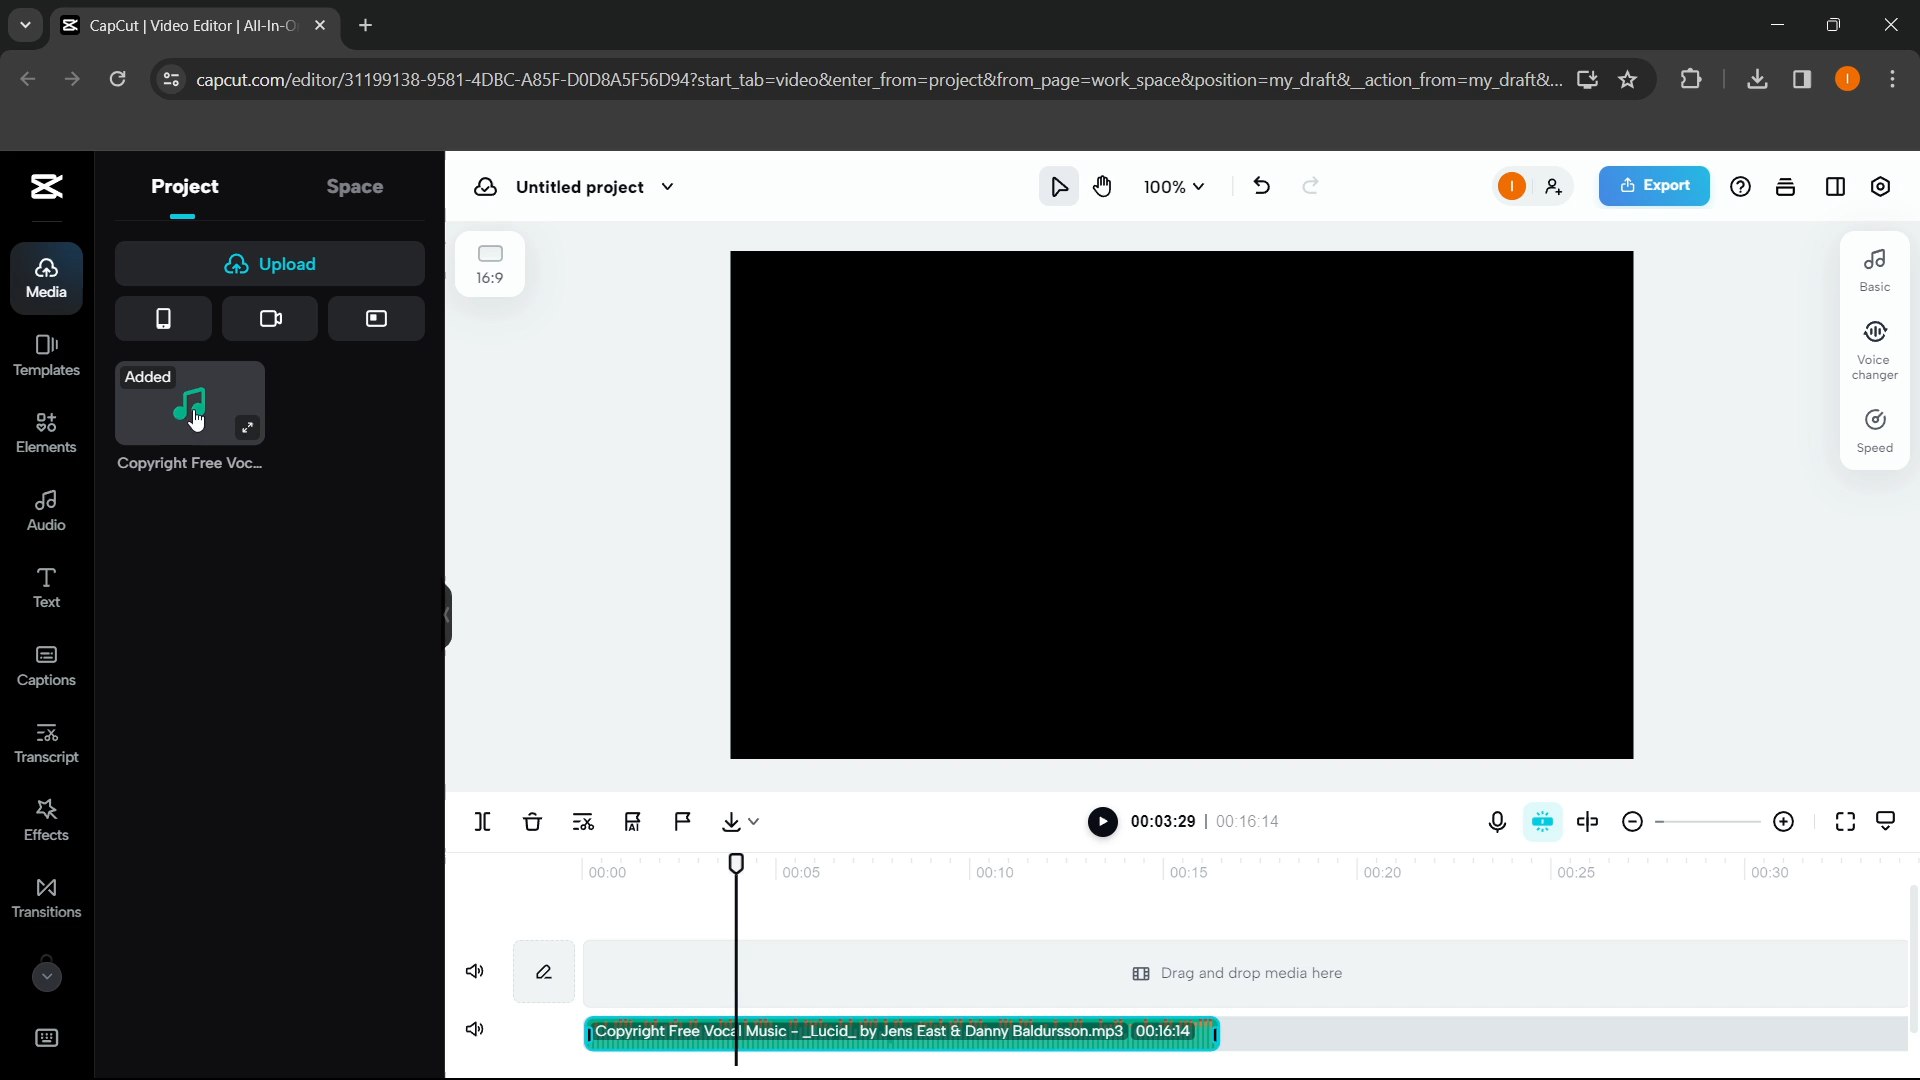 CapCut | Video Editor | All-In-O
capcut.com/editor/31199138-9581-4DBC-A85F-D0D8A5F56D94?start_tab=video&enter_from=project&from_page=work_space&position=my_draft&__action_from=my_draft&...
I
Project
Space
Untitled project
100%
I
Export
Upload
16:9
Media
Templates
Elements
Audio
Text
Captions
Transcript
Effects
Transitions
Added
Copyright Free Voc...
Basic
Voice
changer
Speed
AI
00:03:29 | 00:16:14
00:00
00:05
00:10
00:15
00:20
00:25
00:30
Drag and drop media here
Copyright Free Vocal Music - _Lucid_ by Jens East & Danny Baldursson.mp3 00:16:14